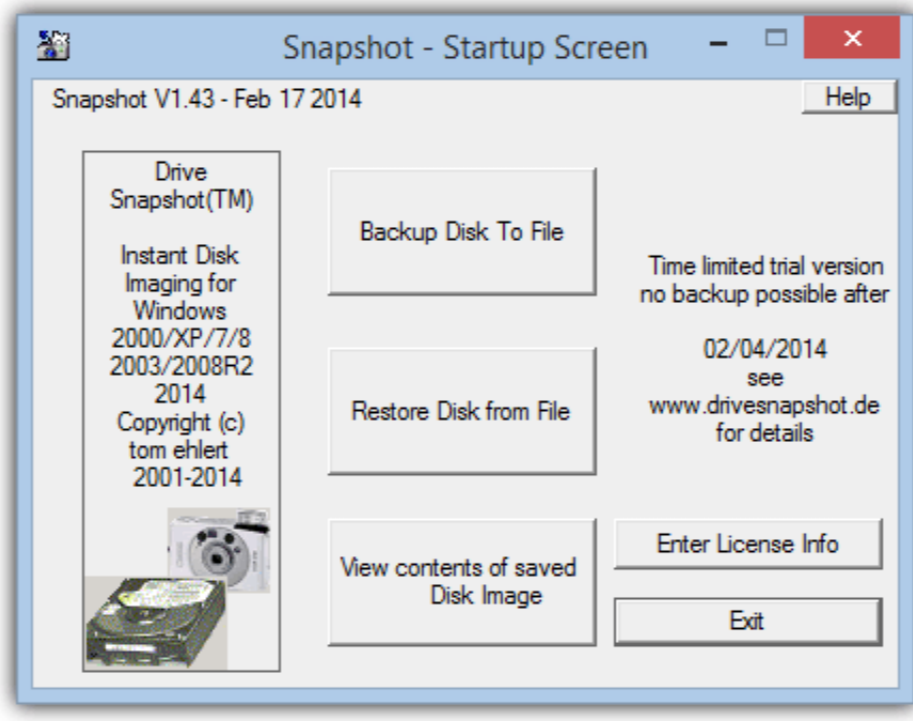 Snapshot - Startup Screen
Snapshot V1.43 - Feb 17 2014
Help
Drive
Snapshot(TM)
Instant Disk
Imaging for
Windows
2000/XP/7/8
2003/2008R2
2014
Copyright (c)
tom ehlert
2001-2014
Backup Disk To File
Restore Disk from File
View contents of saved
Disk Image
Time limited trial version
no backup possible after
02/04/2014
see
www.drivesnapshot.de
for details
Enter License Info
Exit